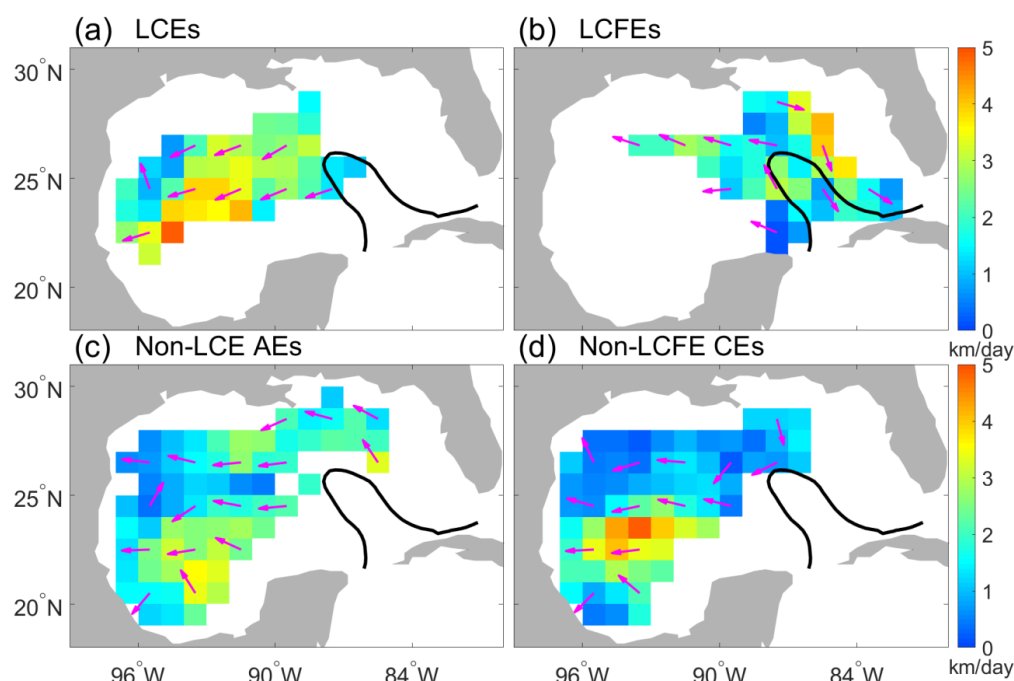 (a) LCEs
(b) LCFEs
30°N
25°N
20°N
5
4
3
2
1
0
km/day
(c) Non-LCE AEs
(d) Non-LCFE CEs
30°N
25°N
20°N
5
4
3
2
1
0
km/day
96°W 90°W 84°W
96°W 90°W 84°W